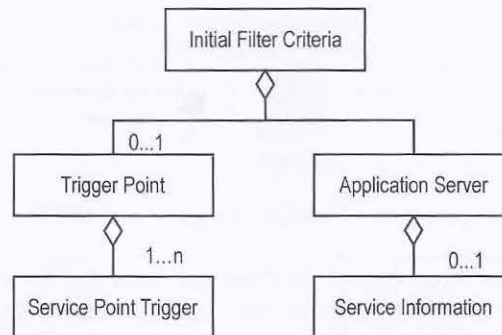 Initial Filter Criteria
0...1
Trigger Point
Application Server
1...n
0...1
Service Point Trigger
Service Information